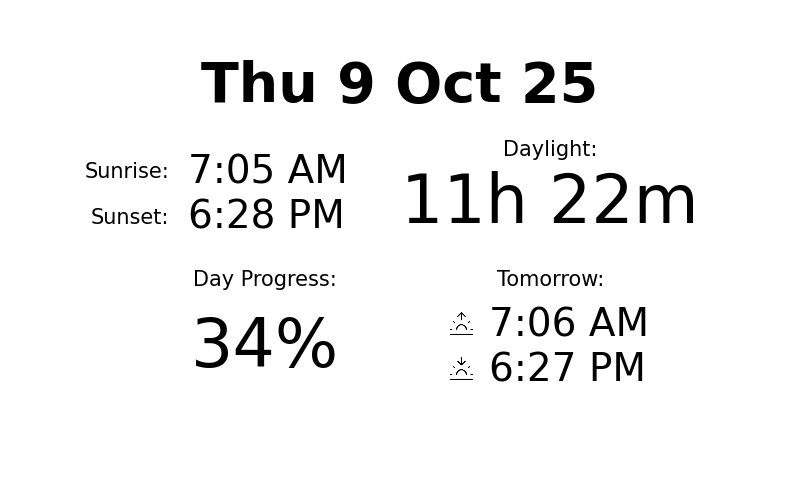 Thu 9 Oct 25
Sunrise: 7:05 AM
Sunset: 6:28 PM
Daylight:
11h 22m
Day Progress:
34%
Tomorrow:
7:06 AM
6:27 PM